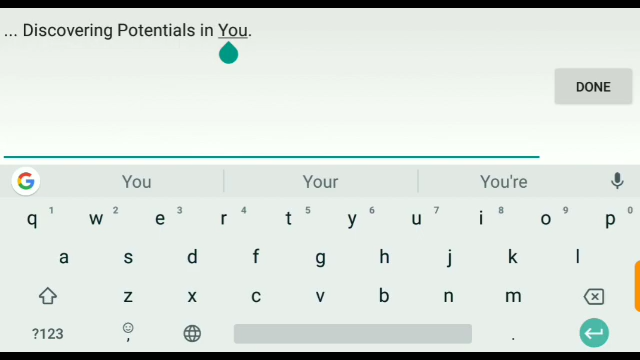 ... Discovering Potentials in You.
DONE
You Your You're
q 1 w 2 e 3 r 4 t 5 y 6 u 7 i 8 o 9 p 0
a s d f g h j k l
z x c v b n m
?123 , .